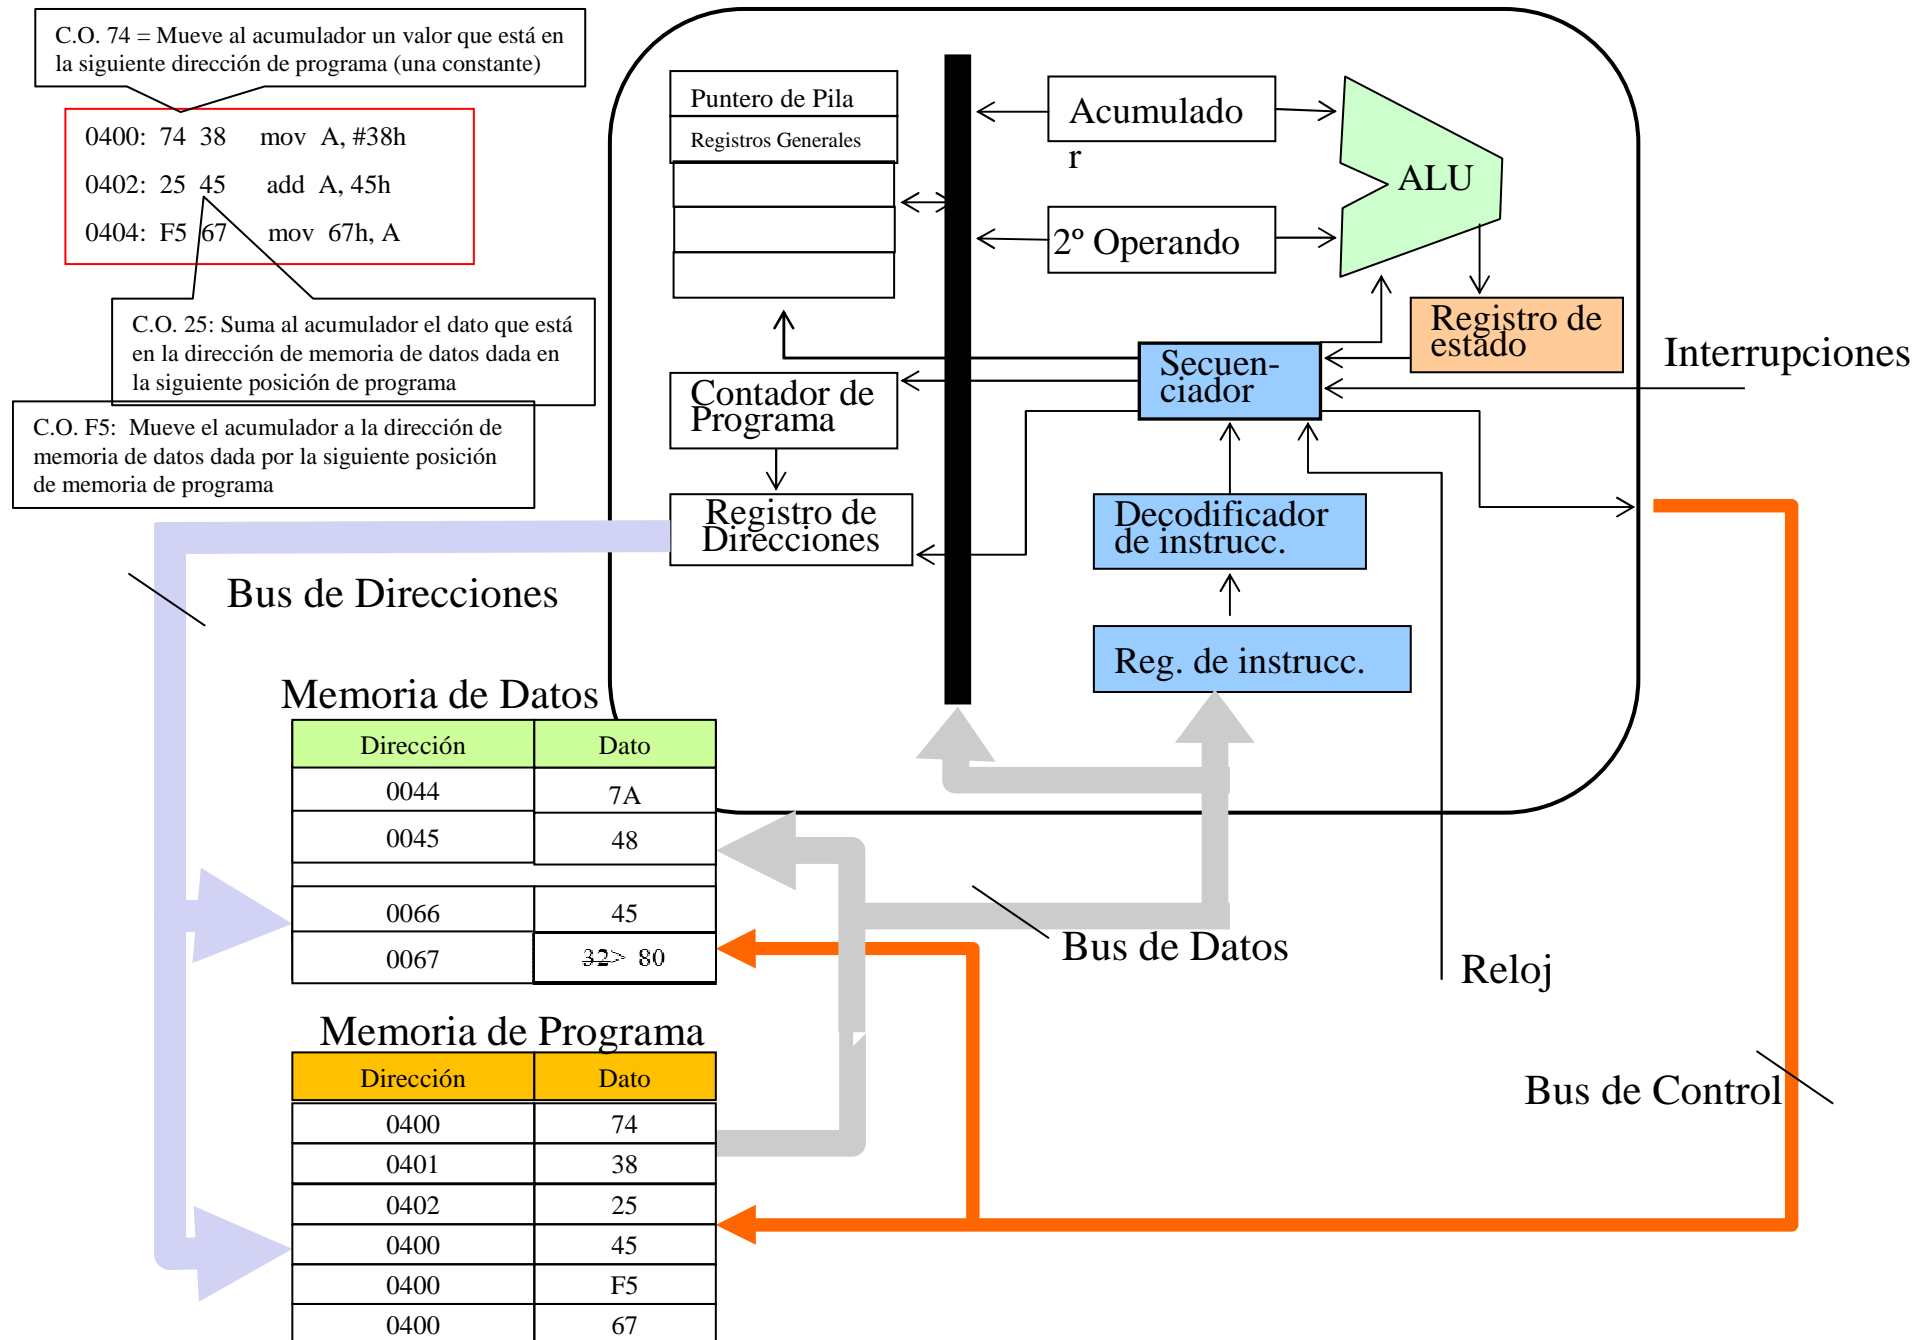 C.O. 74 = Mueve al acumulador un valor que está en
la siguiente dirección de programa (una constante)
0400: 74 38 mov A, #38h
0402: 25 45 add A, 45h
0404: F5 67 mov 67h, A
C.O. 25: Suma al acumulador el dato que está
en la dirección de memoria de datos dada en
la siguiente posición de programa
C.O. F5: Mueve el acumulador a la dirección de
memoria de datos dada por la siguiente posición
de memoria de programa
Puntero de Pila
Registros Generales
Acumulado
r
2º Operando
ALU
Registro de
estado
Interrupciones
Secuen-
ciador
Contador de
Programa
Registro de
Direcciones
Decodificador
de instrucc.
Reg. de instrucc.
Bus de Direcciones
Memoria de Datos
Dirección Dato
0044 7A
0045 48
0066 45
0067 32> 80
Bus de Datos
Reloj
Bus de Control
Memoria de Programa
Dirección Dato
0400 74
0401 38
0402 25
0400 45
0400 F5
0400 67